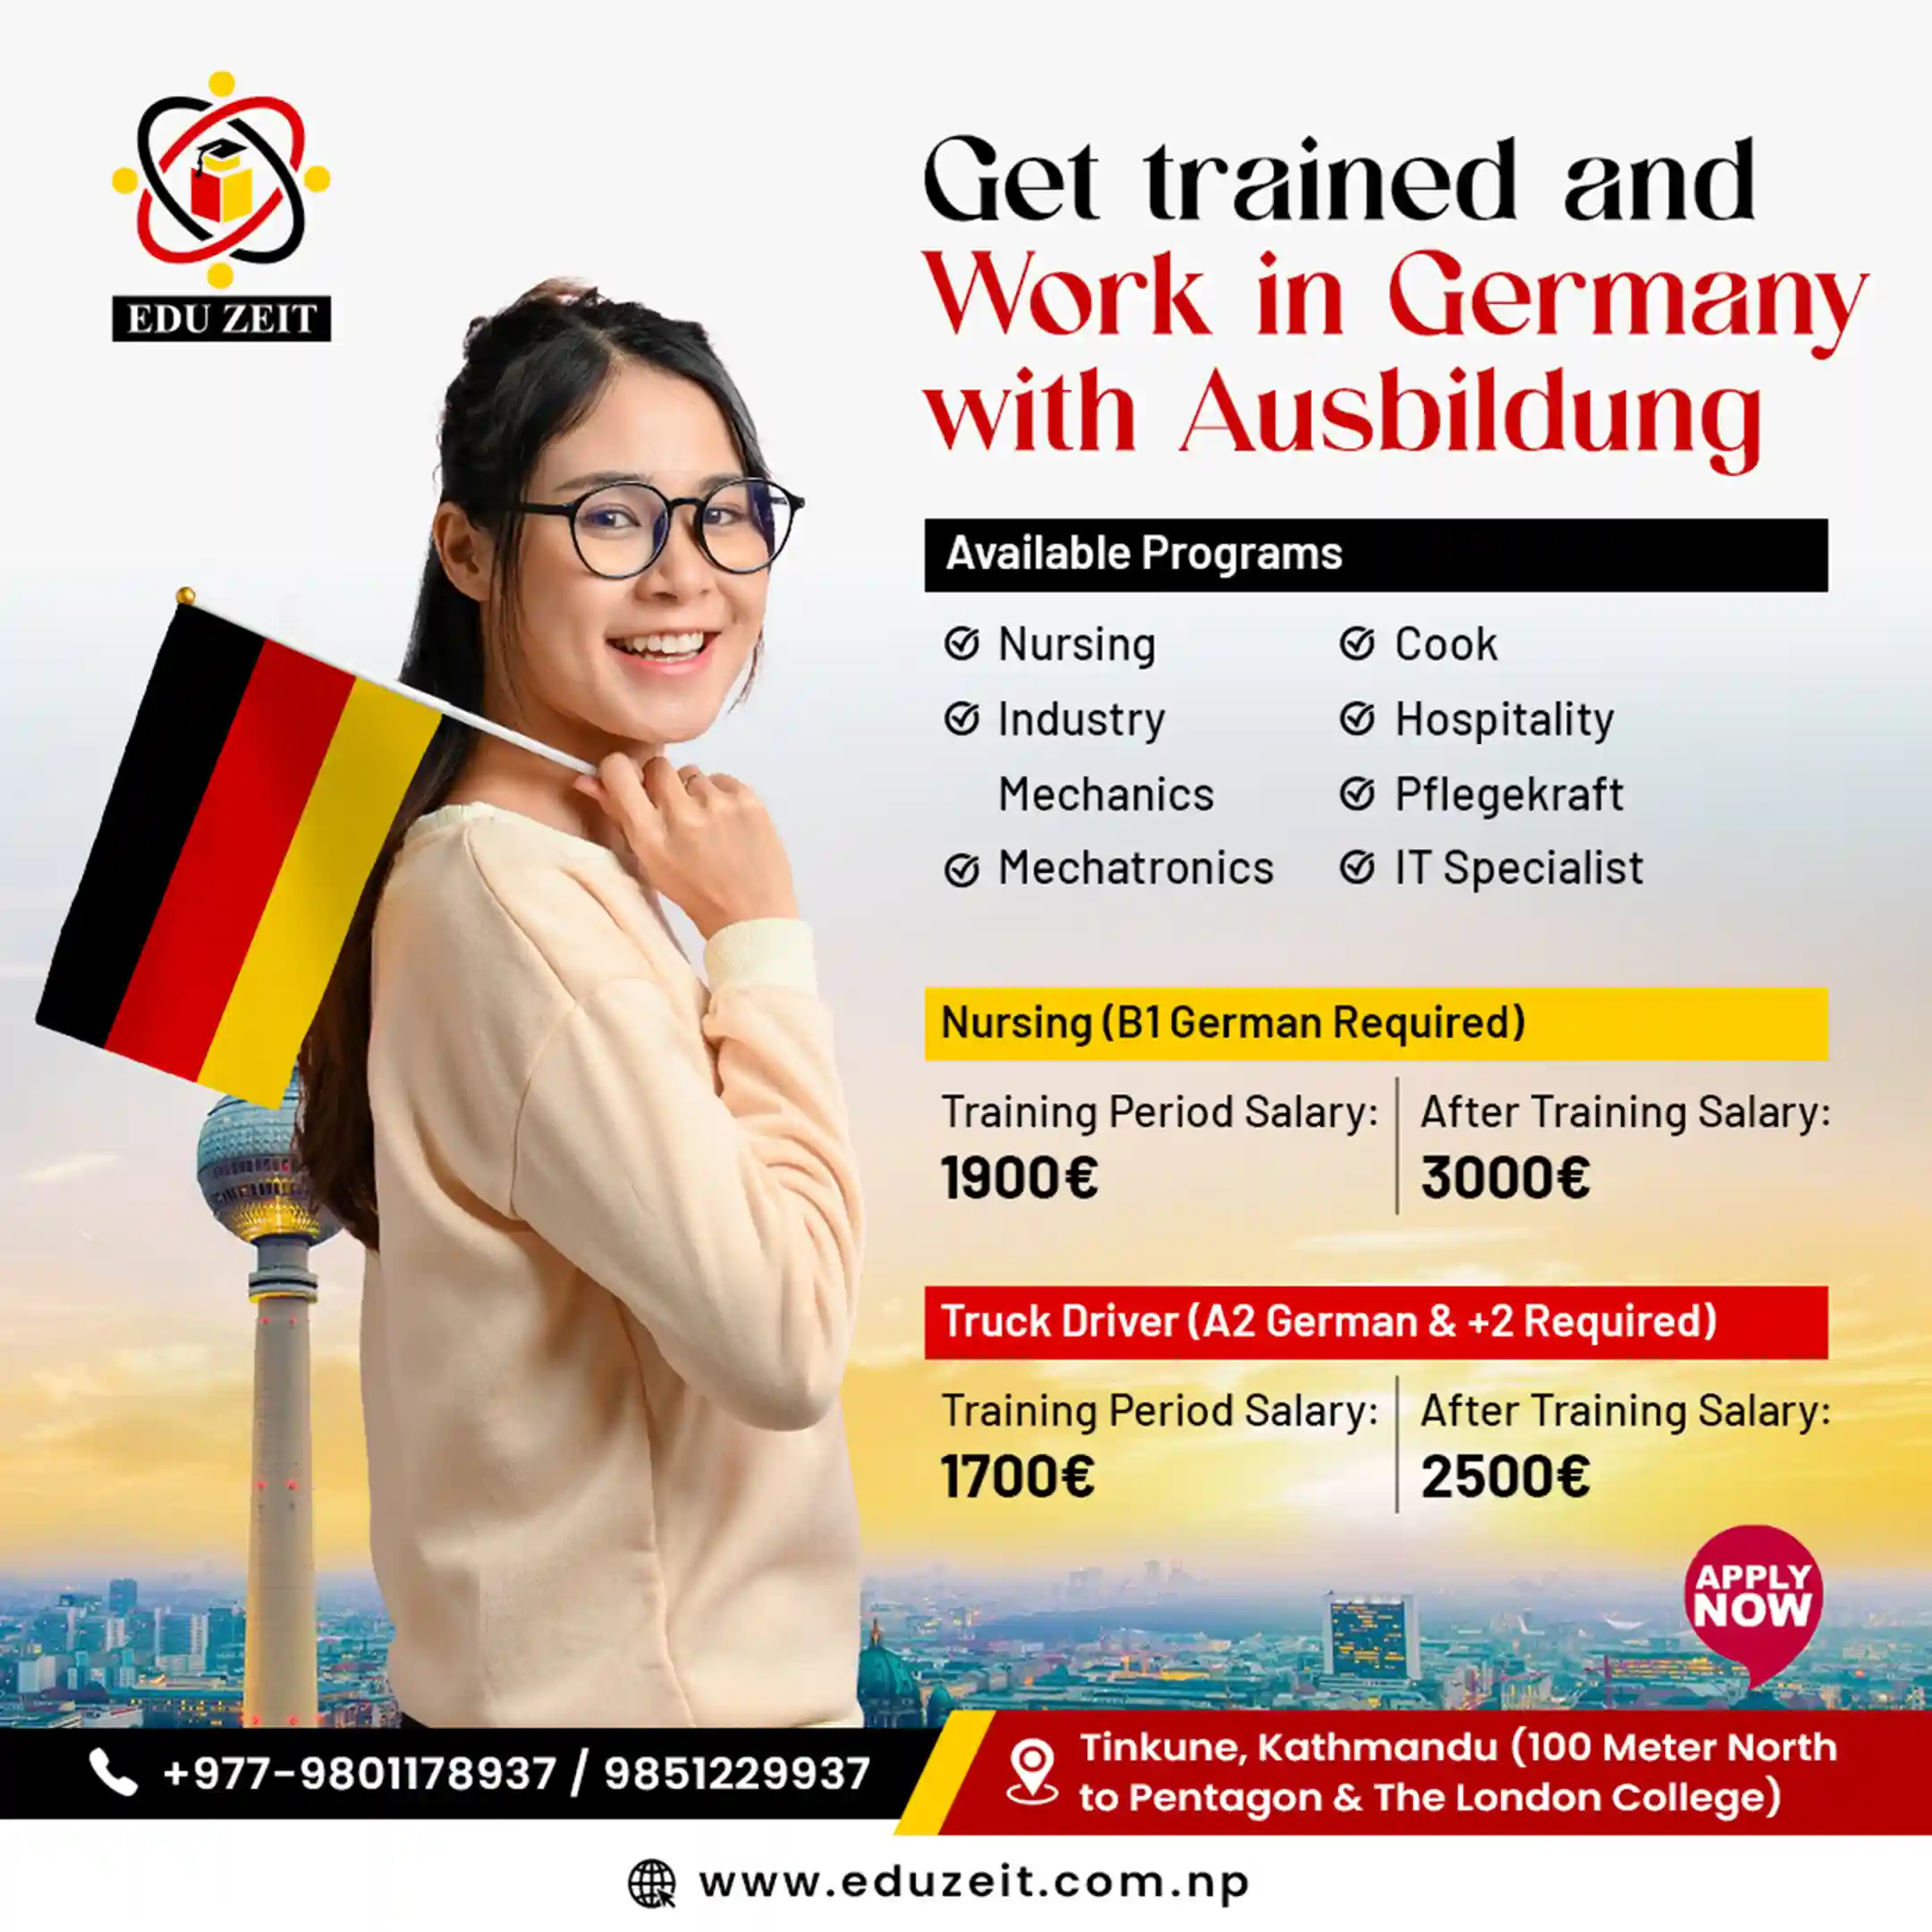 EDU ZEIT
Get trained and
Work in Germany
with Ausbildung
Available Programs
Nursing
Industry
Mechanics
Mechatronics
Cook
Hospitality
Pflegekraft
IT Specialist
Nursing (B1 German Required)
Training Period Salary:
1900€
After Training Salary:
3000€
Truck Driver (A2 German & +2 Required)
Training Period Salary:
1700€
After Training Salary:
2500€
APPLY
NOW
+977-9801178937 / 9851229937
Tinkune, Kathmandu (100 Meter North
to Pentagon & The London College)
www.eduzeit.com.np